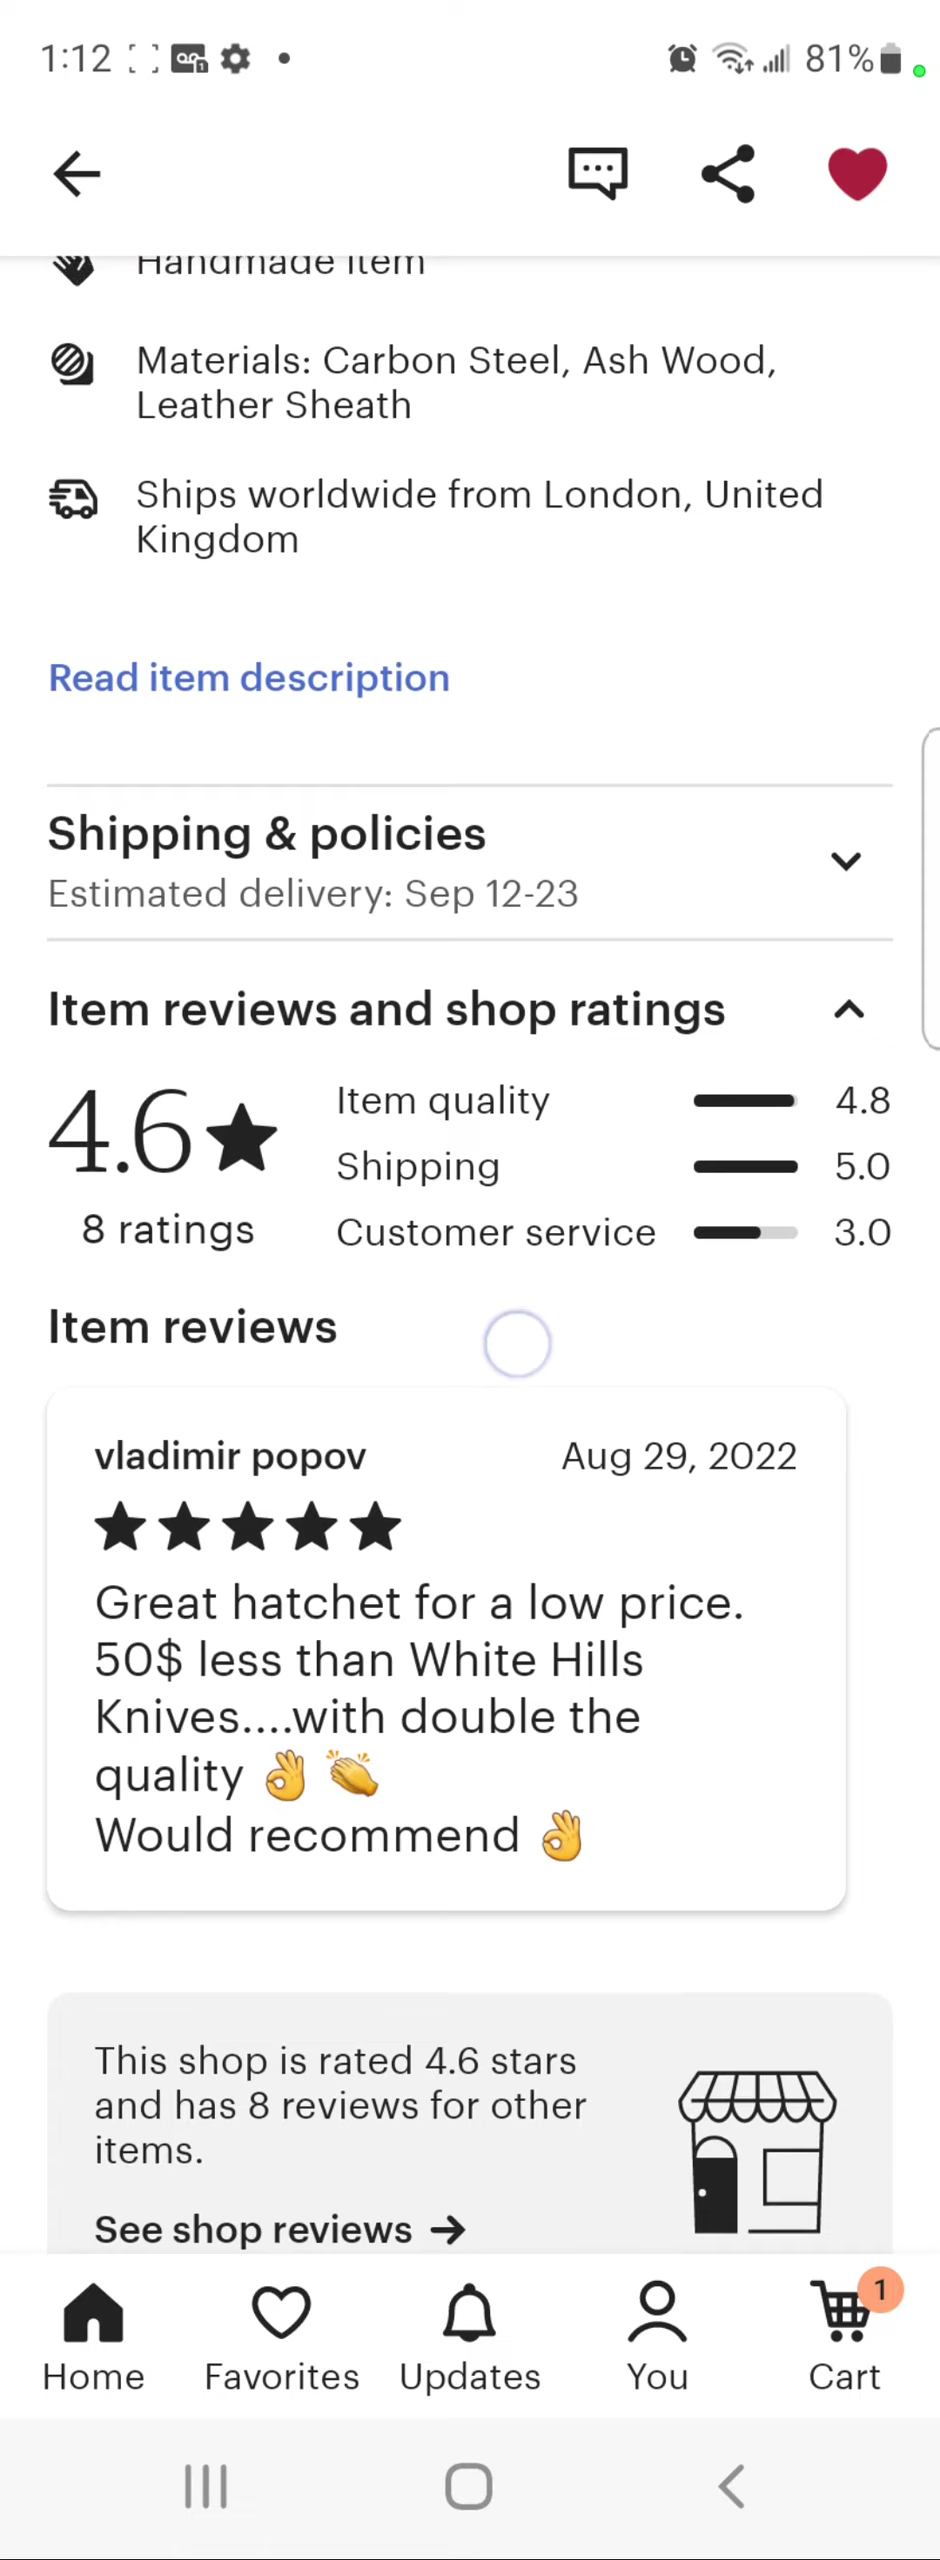 1:12
81%
Handmade item
Materials: Carbon Steel, Ash Wood,
Leather Sheath
Ships worldwide from London, United
Kingdom
Read item description
Shipping & policies
Estimated delivery: Sep 12-23
Item reviews and shop ratings
4.6
8 ratings
Item quality 4.8
Shipping 5.0
Customer service 3.0
Item reviews
vladimir popov Aug 29, 2022
Great hatchet for a low price.
50$ less than White Hills
Knives....with double the
quality 👌 👏
Would recommend 👌
This shop is rated 4.6 stars
and has 8 reviews for other
items.
See shop reviews →
1
Home Favorites Updates You Cart